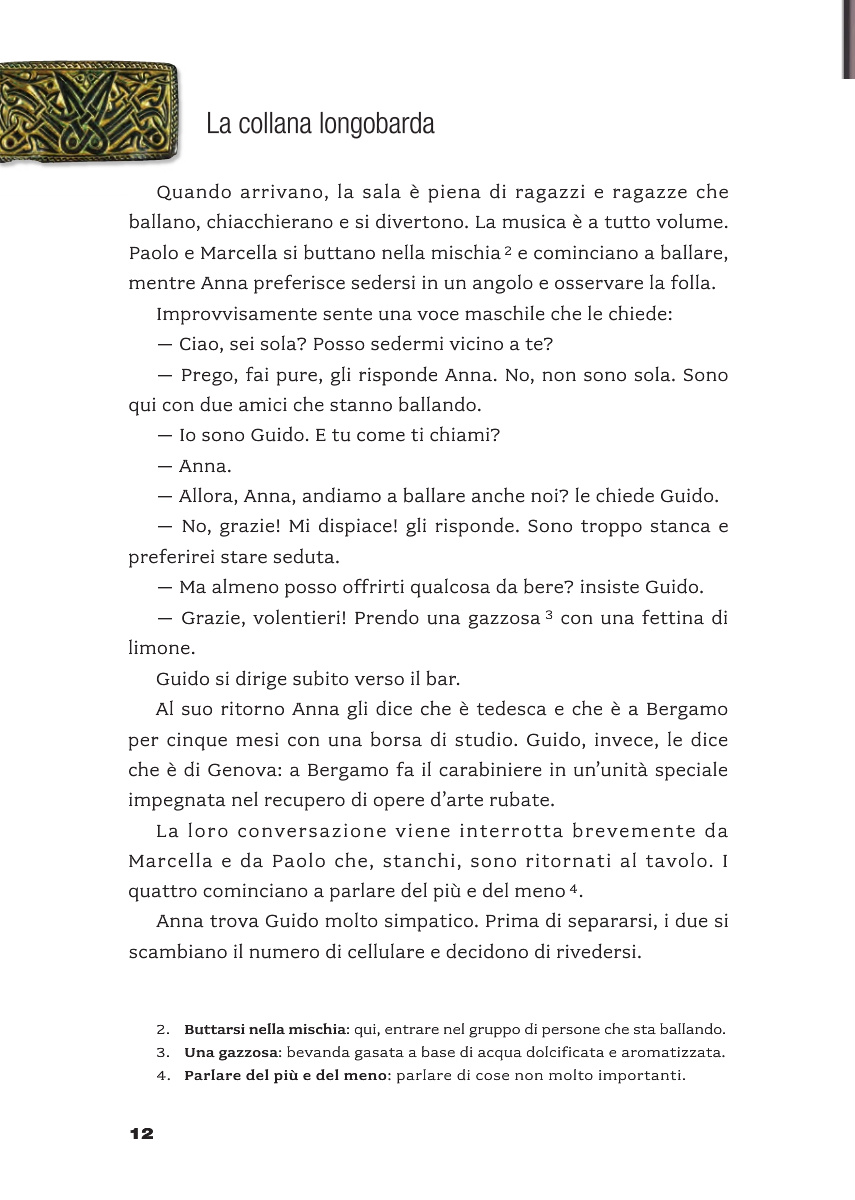 La collana longobarda
Quando arrivano, la sala è piena di ragazzi e ragazze che
ballano, chiacchierano e si divertono. La musica è a tutto volume.
Paolo e Marcella si buttano nella mischia 2 e cominciano a ballare,
mentre Anna preferisce sedersi in un angolo e osservare la folla.
Improvvisamente sente una voce maschile che le chiede:
— Ciao, sei sola? Posso sedermi vicino a te?
— Prego, fai pure, gli risponde Anna. No, non sono sola. Sono
qui con due amici che stanno ballando.
— Io sono Guido. E tu come ti chiami?
— Anna.
— Allora, Anna, andiamo a ballare anche noi? le chiede Guido.
— No, grazie! Mi dispiace! gli risponde. Sono troppo stanca e
preferirei stare seduta.
— Ma almeno posso offrirti qualcosa da bere? insiste Guido.
— Grazie, volentieri! Prendo una gazzosa 3 con una fettina di
limone.
Guido si dirige subito verso il bar.
Al suo ritorno Anna gli dice che è tedesca e che è a Bergamo
per cinque mesi con una borsa di studio. Guido, invece, le dice
che è di Genova: a Bergamo fa il carabiniere in un’unità speciale
impegnata nel recupero di opere d’arte rubate.
La loro conversazione viene interrotta brevemente da
Marcella e da Paolo che, stanchi, sono ritornati al tavolo. I
quattro cominciano a parlare del più e del meno 4.
Anna trova Guido molto simpatico. Prima di separarsi, i due si
scambiano il numero di cellulare e decidono di rivedersi.
2. Buttarsi nella mischia: qui, entrare nel gruppo di persone che sta ballando.
3. Una gazzosa: bevanda gasata a base di acqua dolcificata e aromatizzata.
4. Parlare del più e del meno: parlare di cose non molto importanti.
12